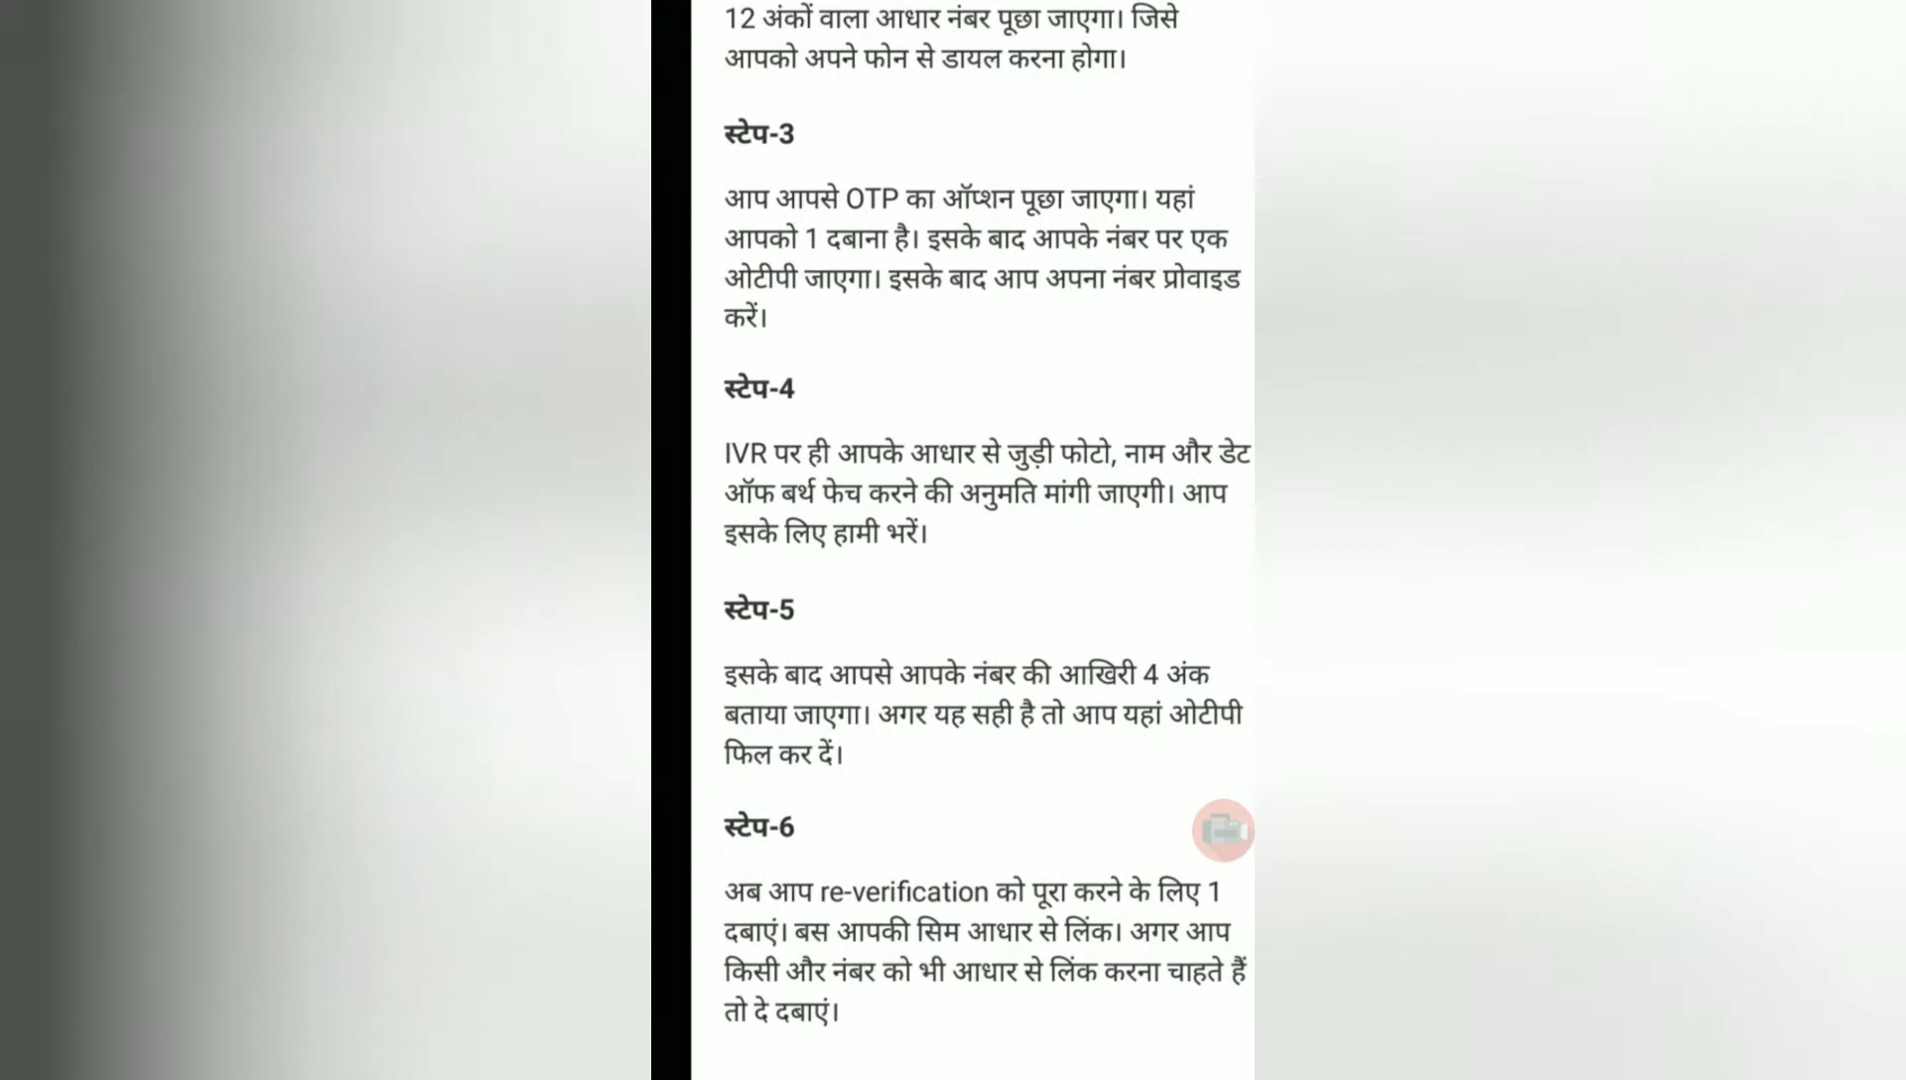 12 अंकों वाला आधार नंबर पूछा जाएगा। जिसे
आपको अपने फोन से डायल करना होगा।
स्टेप-3
आप आपसे OTP का ऑप्शन पूछा जाएगा। यहां
आपको 1 दबाना है। इसके बाद आपके नंबर पर एक
ओटीपी जाएगा। इसके बाद आप अपना नंबर प्रोवाइड
करें।
स्टेप-4
IVR पर ही आपके आधार से जुड़ी फोटो, नाम और डेट
ऑफ बर्थ फेच करने की अनुमति मांगी जाएगी। आप
इसके लिए हामी भरें।
स्टेप-5
इसके बाद आपसे आपके नंबर की आखिरी 4 अंक
बताया जाएगा। अगर यह सही है तो आप यहां ओटीपी
फिल कर दें।
स्टेप-6
अब आप re-verification को पूरा करने के लिए 1
दबाएं। बस आपकी सिम आधार से लिंक। अगर आप
किसी और नंबर को भी आधार से लिंक करना चाहते हैं
तो दे दबाएं।